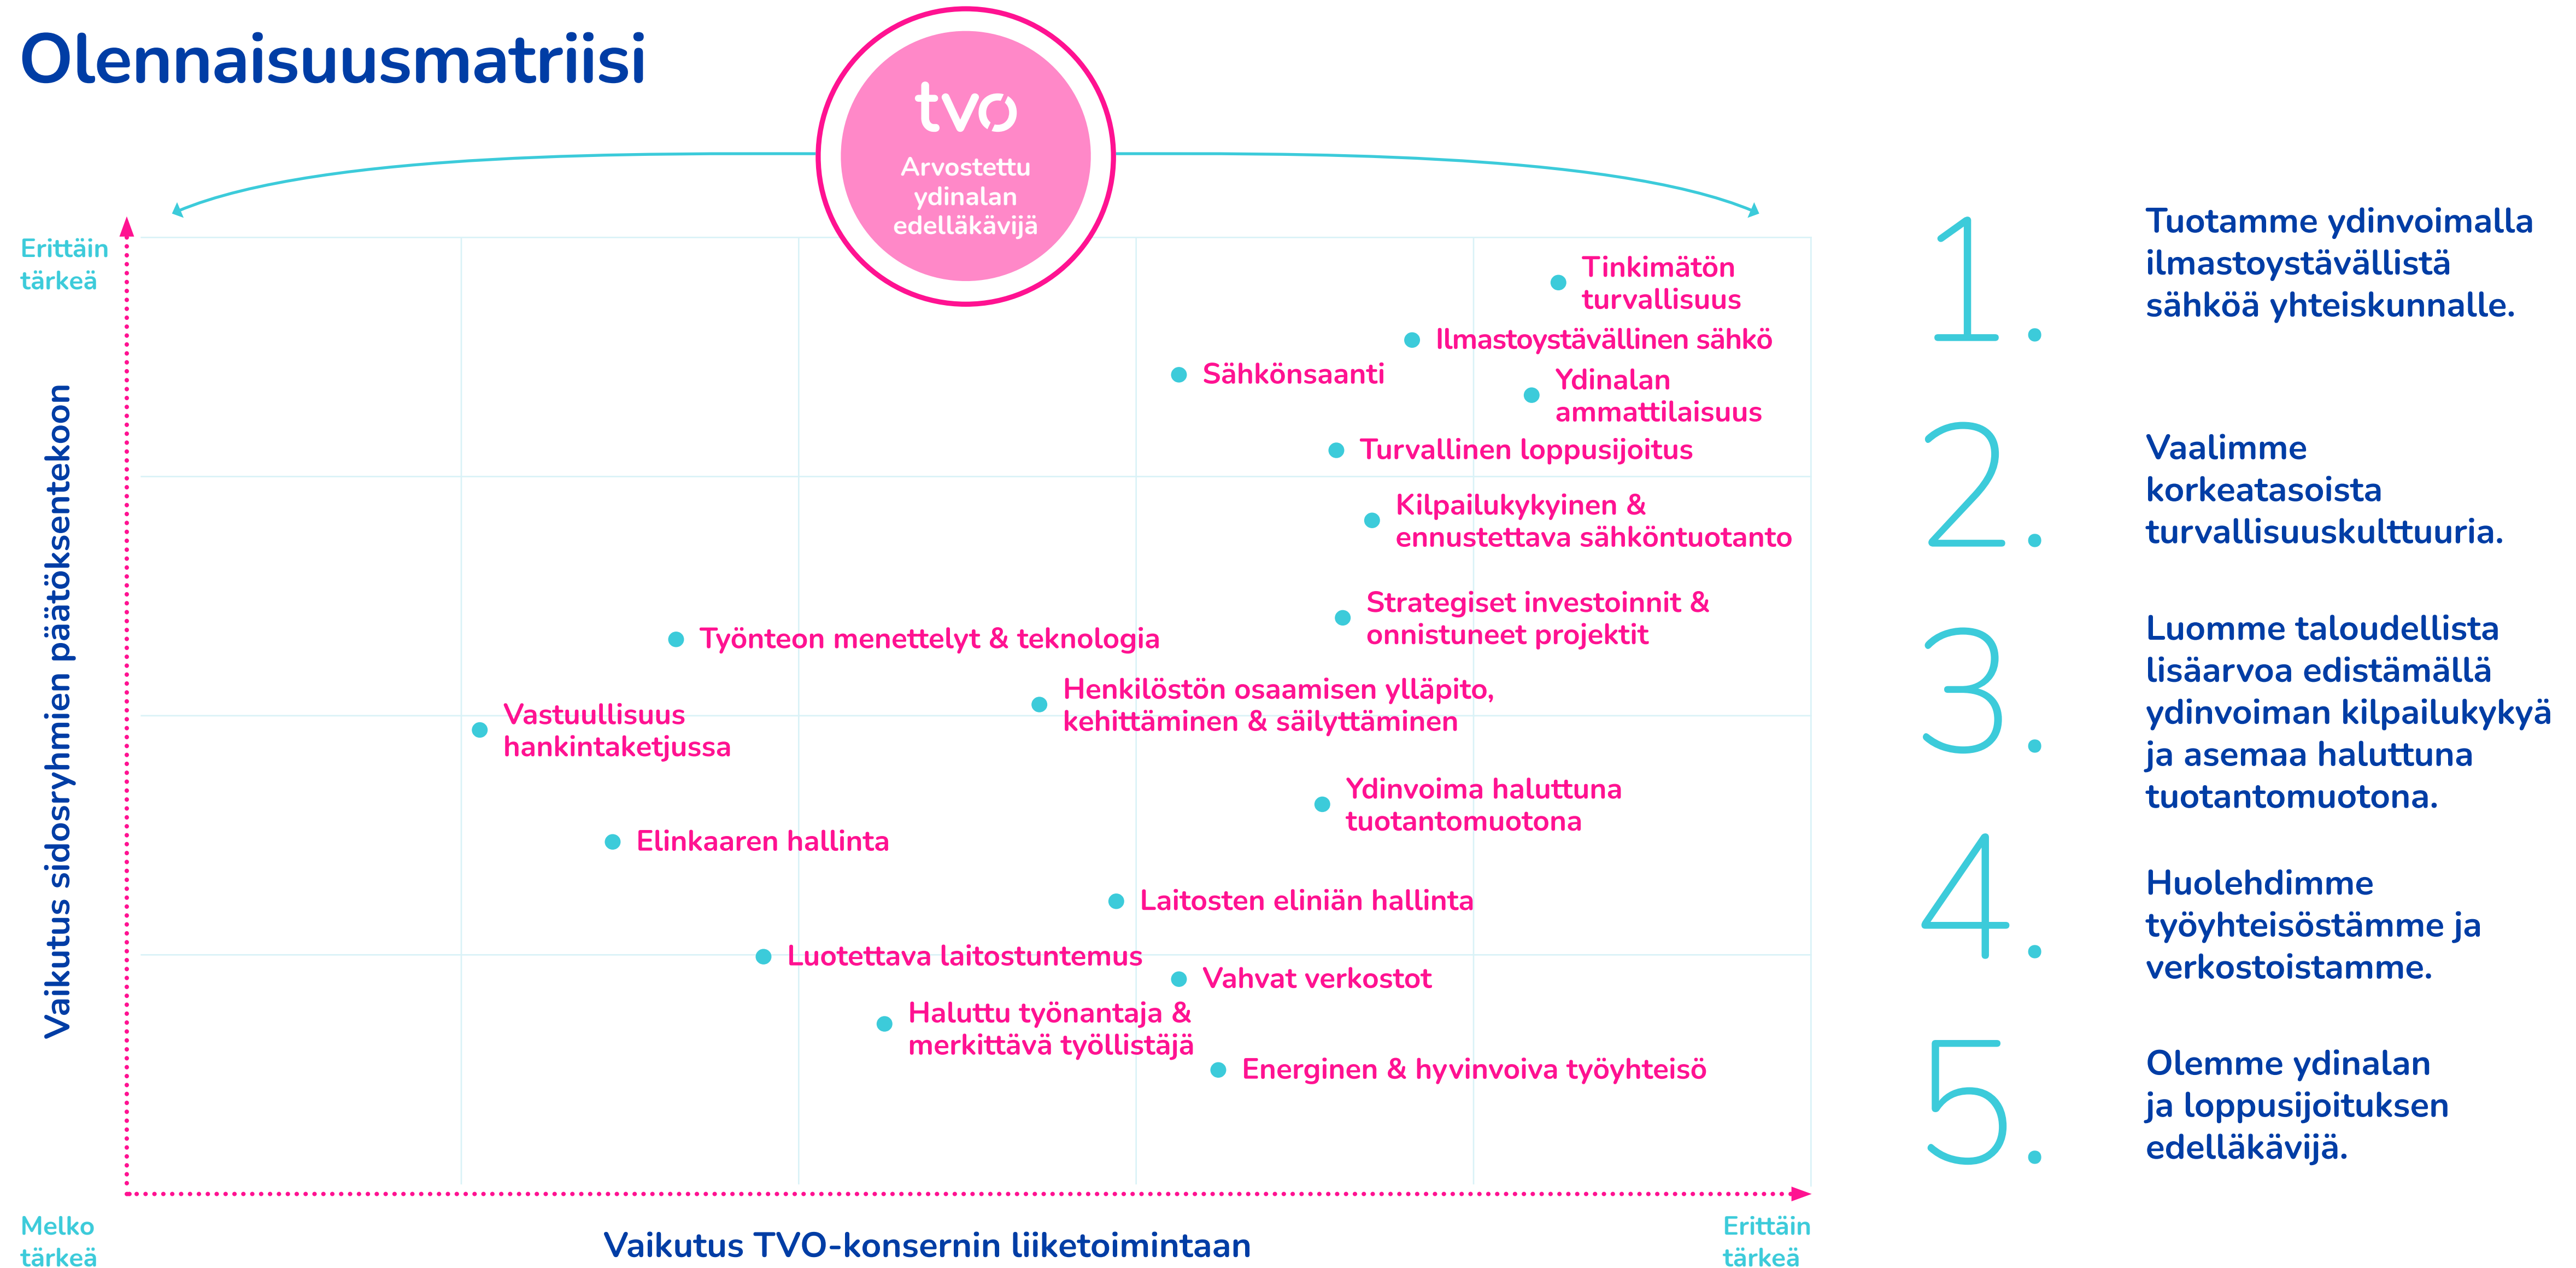 Olennaisuusmatriisi
tvo
Arvostettu
ydinalan
edelläkävijä
Erittäin
tärkeä
Vaikutus sidosryhmien päätöksentekoon
Tinkimätön
turvallisuus
Ilmastoystävällinen sähkö
Sähkönsaanti
Ydinalan
ammattilaisuus
Turvallinen loppusijoitus
Kilpailukykyinen &
ennustettava sähköntuotanto
Strategiset investoinnit &
onnistuneet projektit
Työnteon menettelyt & teknologia
Henkilöstön osaamisen ylläpito,
kehittäminen & säilyttäminen
Vastuullisuus
hankintaketjussa
Ydinvoima haluttuna
tuotantomuotona
Elinkaaren hallinta
Laitosten eliniän hallinta
Luotettava laitostuntemus
Vahvat verkostot
Haluttu työnantaja &
merkittävä työllistäjä
Energinen & hyvinvoiva työyhteisö
Melko
tärkeä
Vaikutus TVO-konsernin liiketoimintaan
Erittäin
tärkeä
1.
Tuotamme ydinvoimalla
ilmastoystävällistä
sähköä yhteiskunnalle.
2.
Vaalimme
korkeatasoista
turvallisuuskulttuuria.
3.
Luomme taloudellista
lisäarvoa edistämällä
ydinvoiman kilpailukykyä
ja asemaa haluttuna
tuotantomuotona.
4.
Huolehdimme
työyhteisöstämme ja
verkostoistamme.
5.
Olemme ydinalan
ja loppusijoituksen
edelläkävijä.